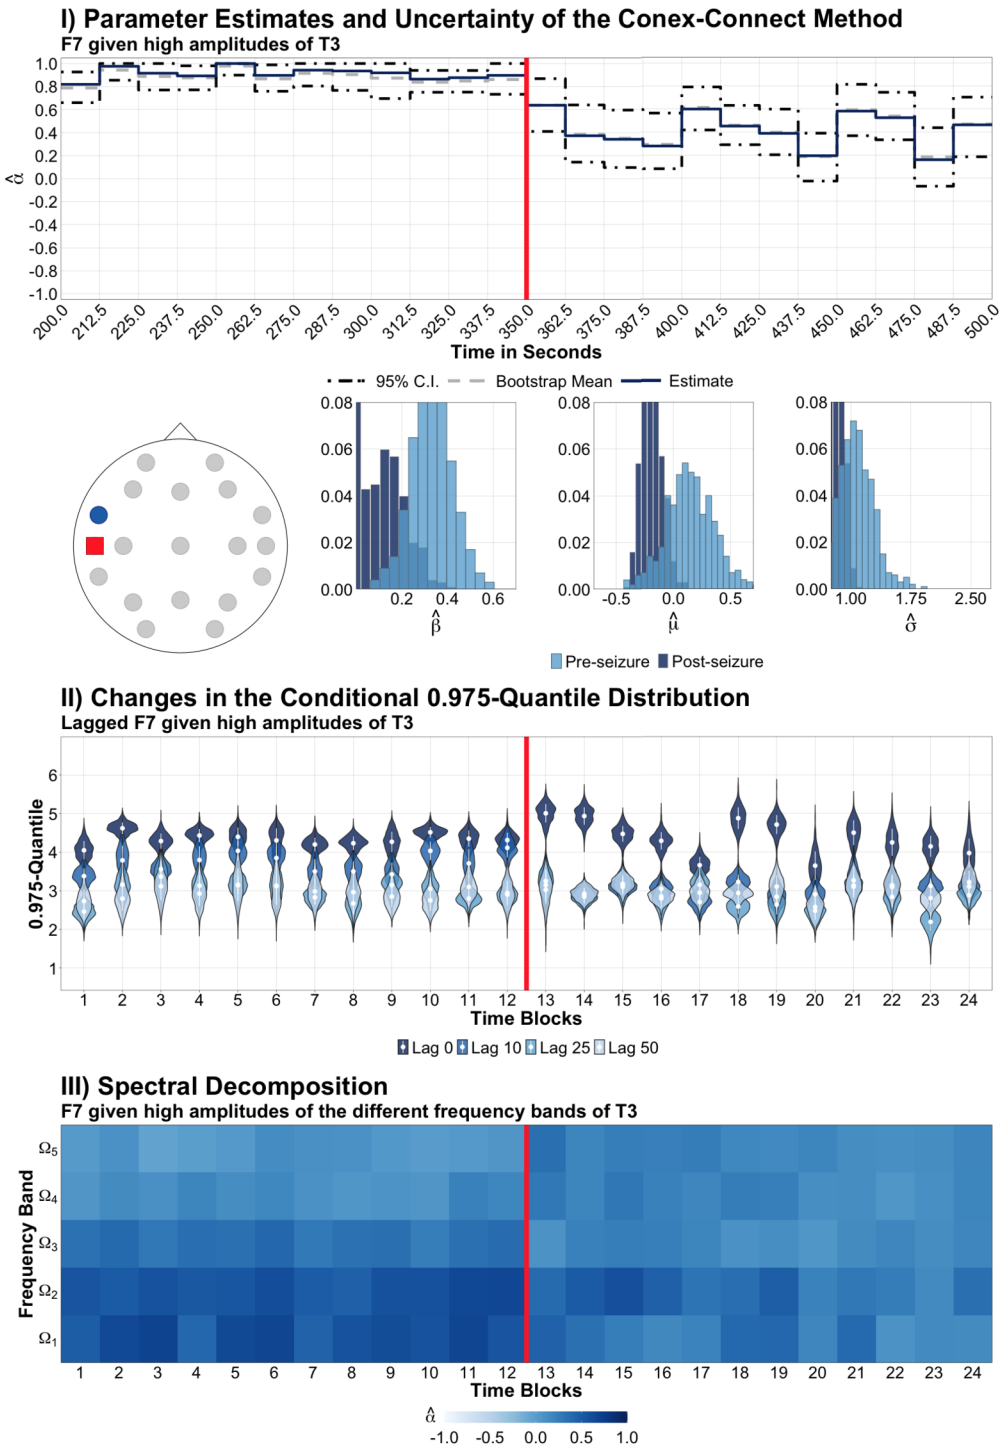 I) Parameter Estimates and Uncertainty of the Conex-Connect Method
F7 given high amplitudes of T3
1.0
0.8
0.6
0.4
0.2
0.0
-0.2
-0.4
-0.6
-0.8
-1.0
α̂
200.0 212.5 225.0 237.5 250.0 262.5 275.0 287.5 300.0 312.5 325.0 337.5 350.0 362.5 375.0 387.5 400.0 412.5 425.0 437.5 450.0 462.5 475.0 487.5 500.0
Time in Seconds
95% C.I. Bootstrap Mean Estimate
0.08
0.06
0.04
0.02
0.00
0.2 0.4 0.6
β̂
0.08
0.06
0.04
0.02
0.00
-0.5 0.0 0.5
μ̂
0.08
0.06
0.04
0.02
0.00
1.00 1.75 2.50
σ̂
Pre-seizure Post-seizure
II) Changes in the Conditional 0.975-Quantile Distribution
Lagged F7 given high amplitudes of T3
0.975-Quantile
6
5
4
3
2
1
1 2 3 4 5 6 7 8 9 10 11 12 13 14 15 16 17 18 19 20 21 22 23 24
Time Blocks
Lag 0 Lag 10 Lag 25 Lag 50
III) Spectral Decomposition
F7 given high amplitudes of the different frequency bands of T3
Frequency Band
Ω5
Ω4
Ω3
Ω2
Ω1
1 2 3 4 5 6 7 8 9 10 11 12 13 14 15 16 17 18 19 20 21 22 23 24
Time Blocks
α̂
-1.0 -0.5 0.0 0.5 1.0